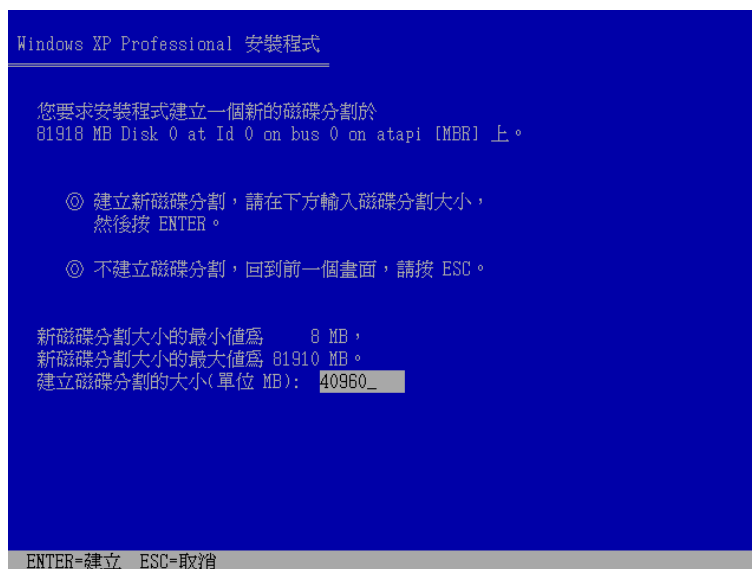 Windows XP Professional 安裝程式
您要求安裝程式建立一個新的磁碟分割於
81918 MB Disk 0 at Id 0 on bus 0 on atapi [MBR] 上。
◎ 建立新磁碟分割，請在下方輸入磁碟分割大小，
然後按 ENTER。
◎ 不建立磁碟分割，回到前一個畫面，請按 ESC。
新磁碟分割大小的最小值為 8 MB，
新磁碟分割大小的最大值為 81910 MB。
建立磁碟分割的大小(單位 MB): 40960_
ENTER=建立 ESC=取消